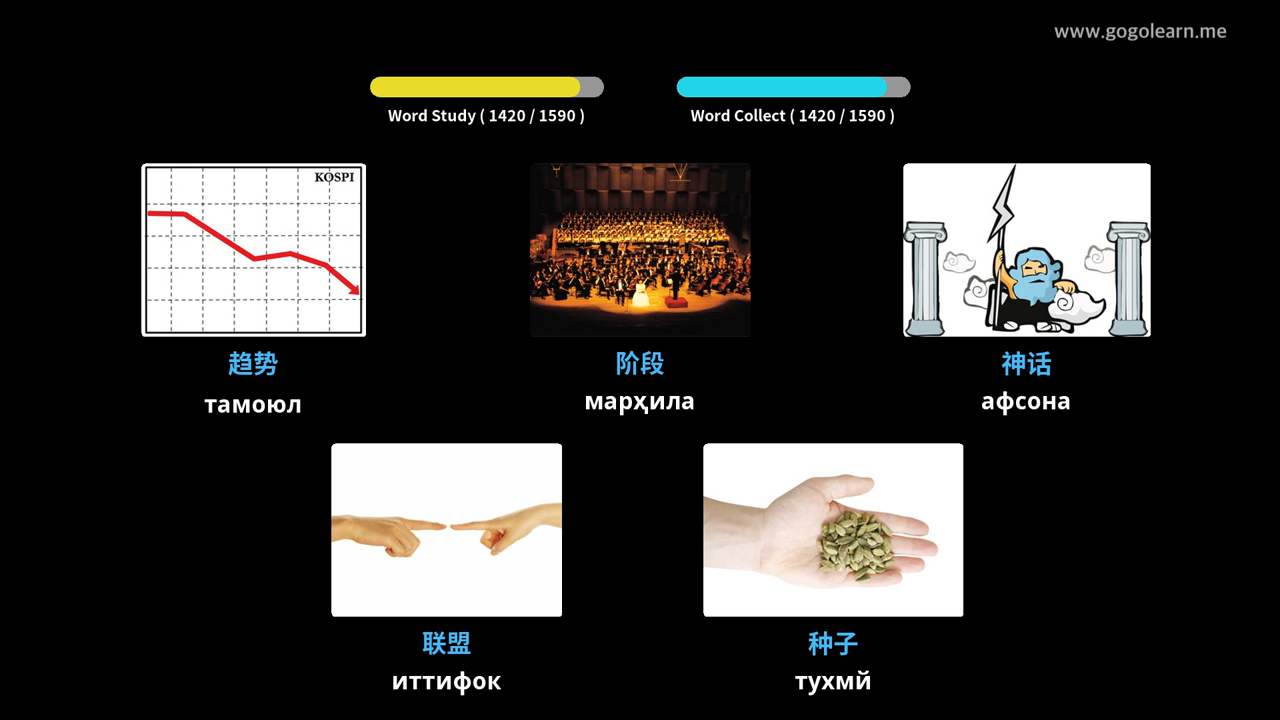 www.gogolearn.me
Word Study ( 1420 / 1590 )
Word Collect ( 1420 / 1590 )
KOSPI
趋势
тамоюл
阶段
марҳила
神话
афсона
联盟
иттифок
种子
тухмй